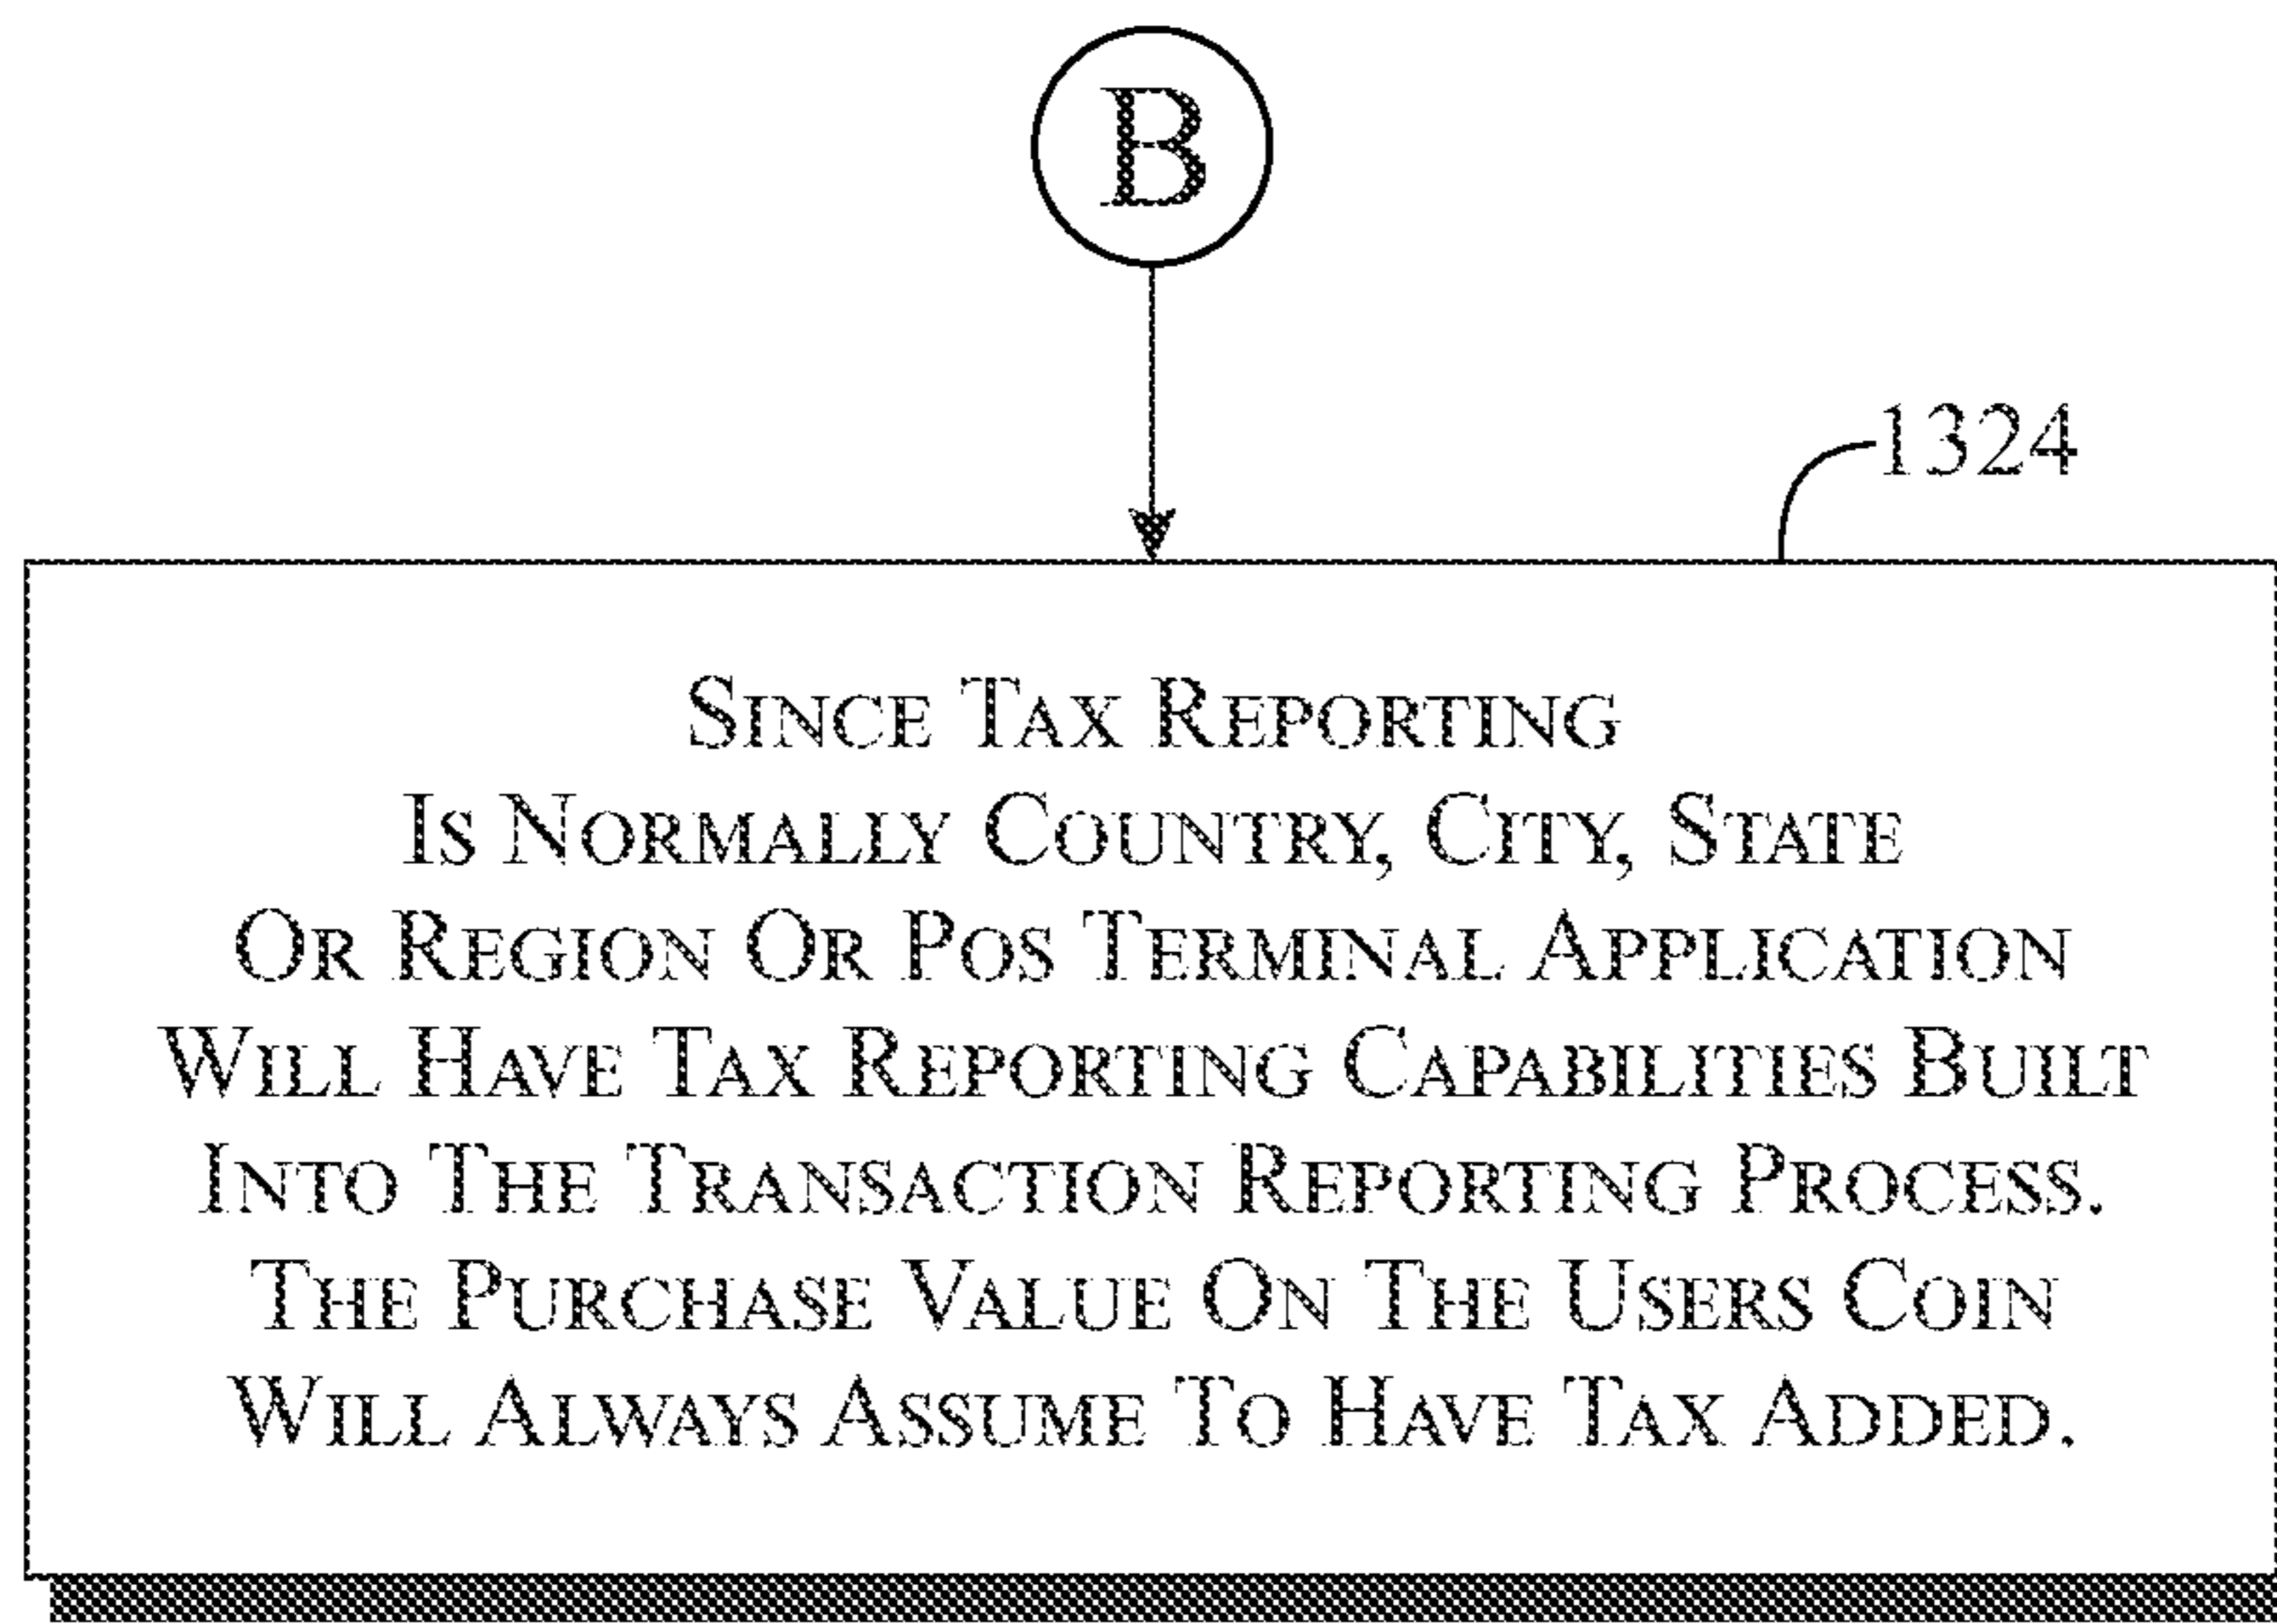 B
1324
SINCE TAX REPORTING
IS NORMALLY COUNTRY, CITY, STATE
OR REGION OR POS TERMINAL APPLICATION
WILL HAVE TAX REPORTING CAPABILITIES BUILT
INTO THE TRANSACTION REPORTING PROCESS.
THE PURCHASE VALUE ON THE USERS COIN
WILL ALWAYS ASSUME TO HAVE TAX ADDED.